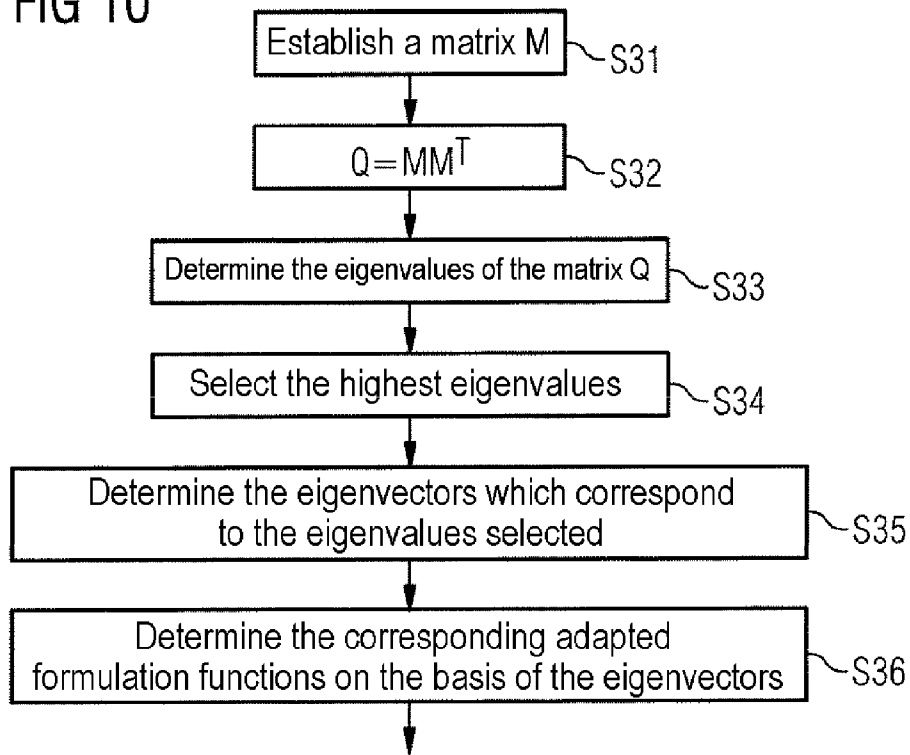 FIG 10
Establish a matrix M
S31
Q=MMᵀ
S32
Determine the eigenvalues of the matrix Q
S33
Select the highest eigenvalues
S34
Determine the eigenvectors which correspond
to the eigenvalues selected
S35
Determine the corresponding adapted
formulation functions on the basis of the eigenvectors
S36